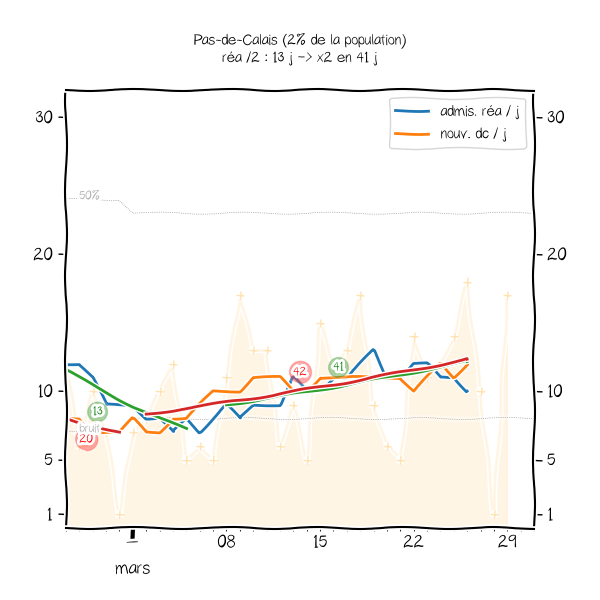 Pas-de-Calais (2% de la population)
réa /2 : 13 j -> x2 en 41 j
admis. réa / j
nouv. dc / j
30 30
50%
20 20
42 41
10 10
13
bruit
20
5 5
1 1
1 08 15 22 29
mars